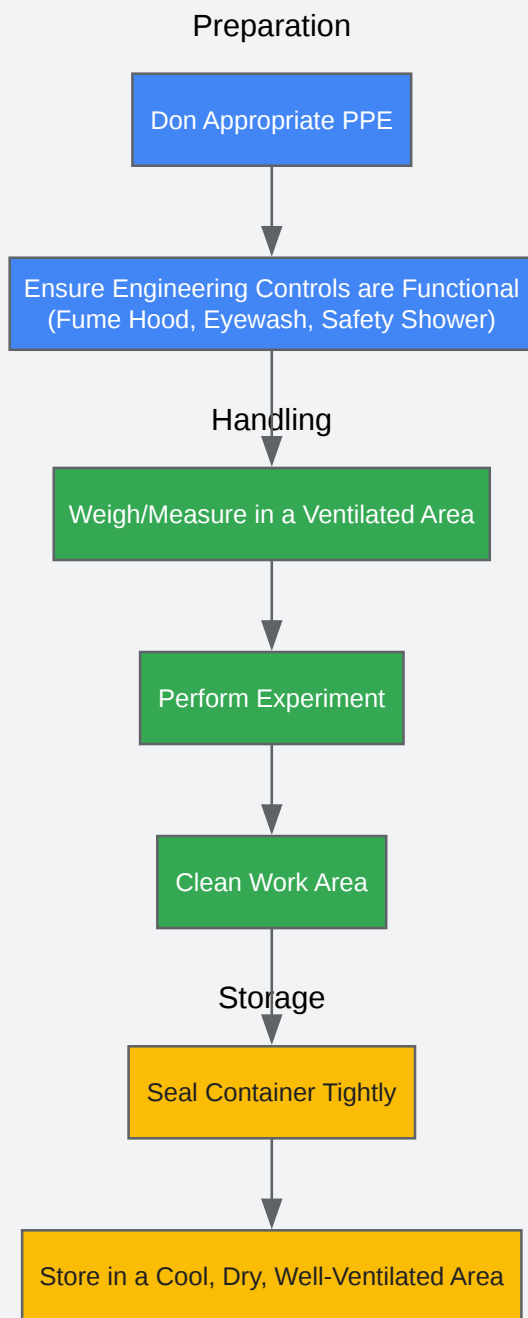 Preparation
Don Appropriate PPE
Ensure Engineering Controls are Functional
(Fume Hood, Eyewash, Safety Shower)
Handling
Weigh/Measure in a Ventilated Area
Perform Experiment
Clean Work Area
Storage
Seal Container Tightly
Store in a Cool, Dry, Well-Ventilated Area